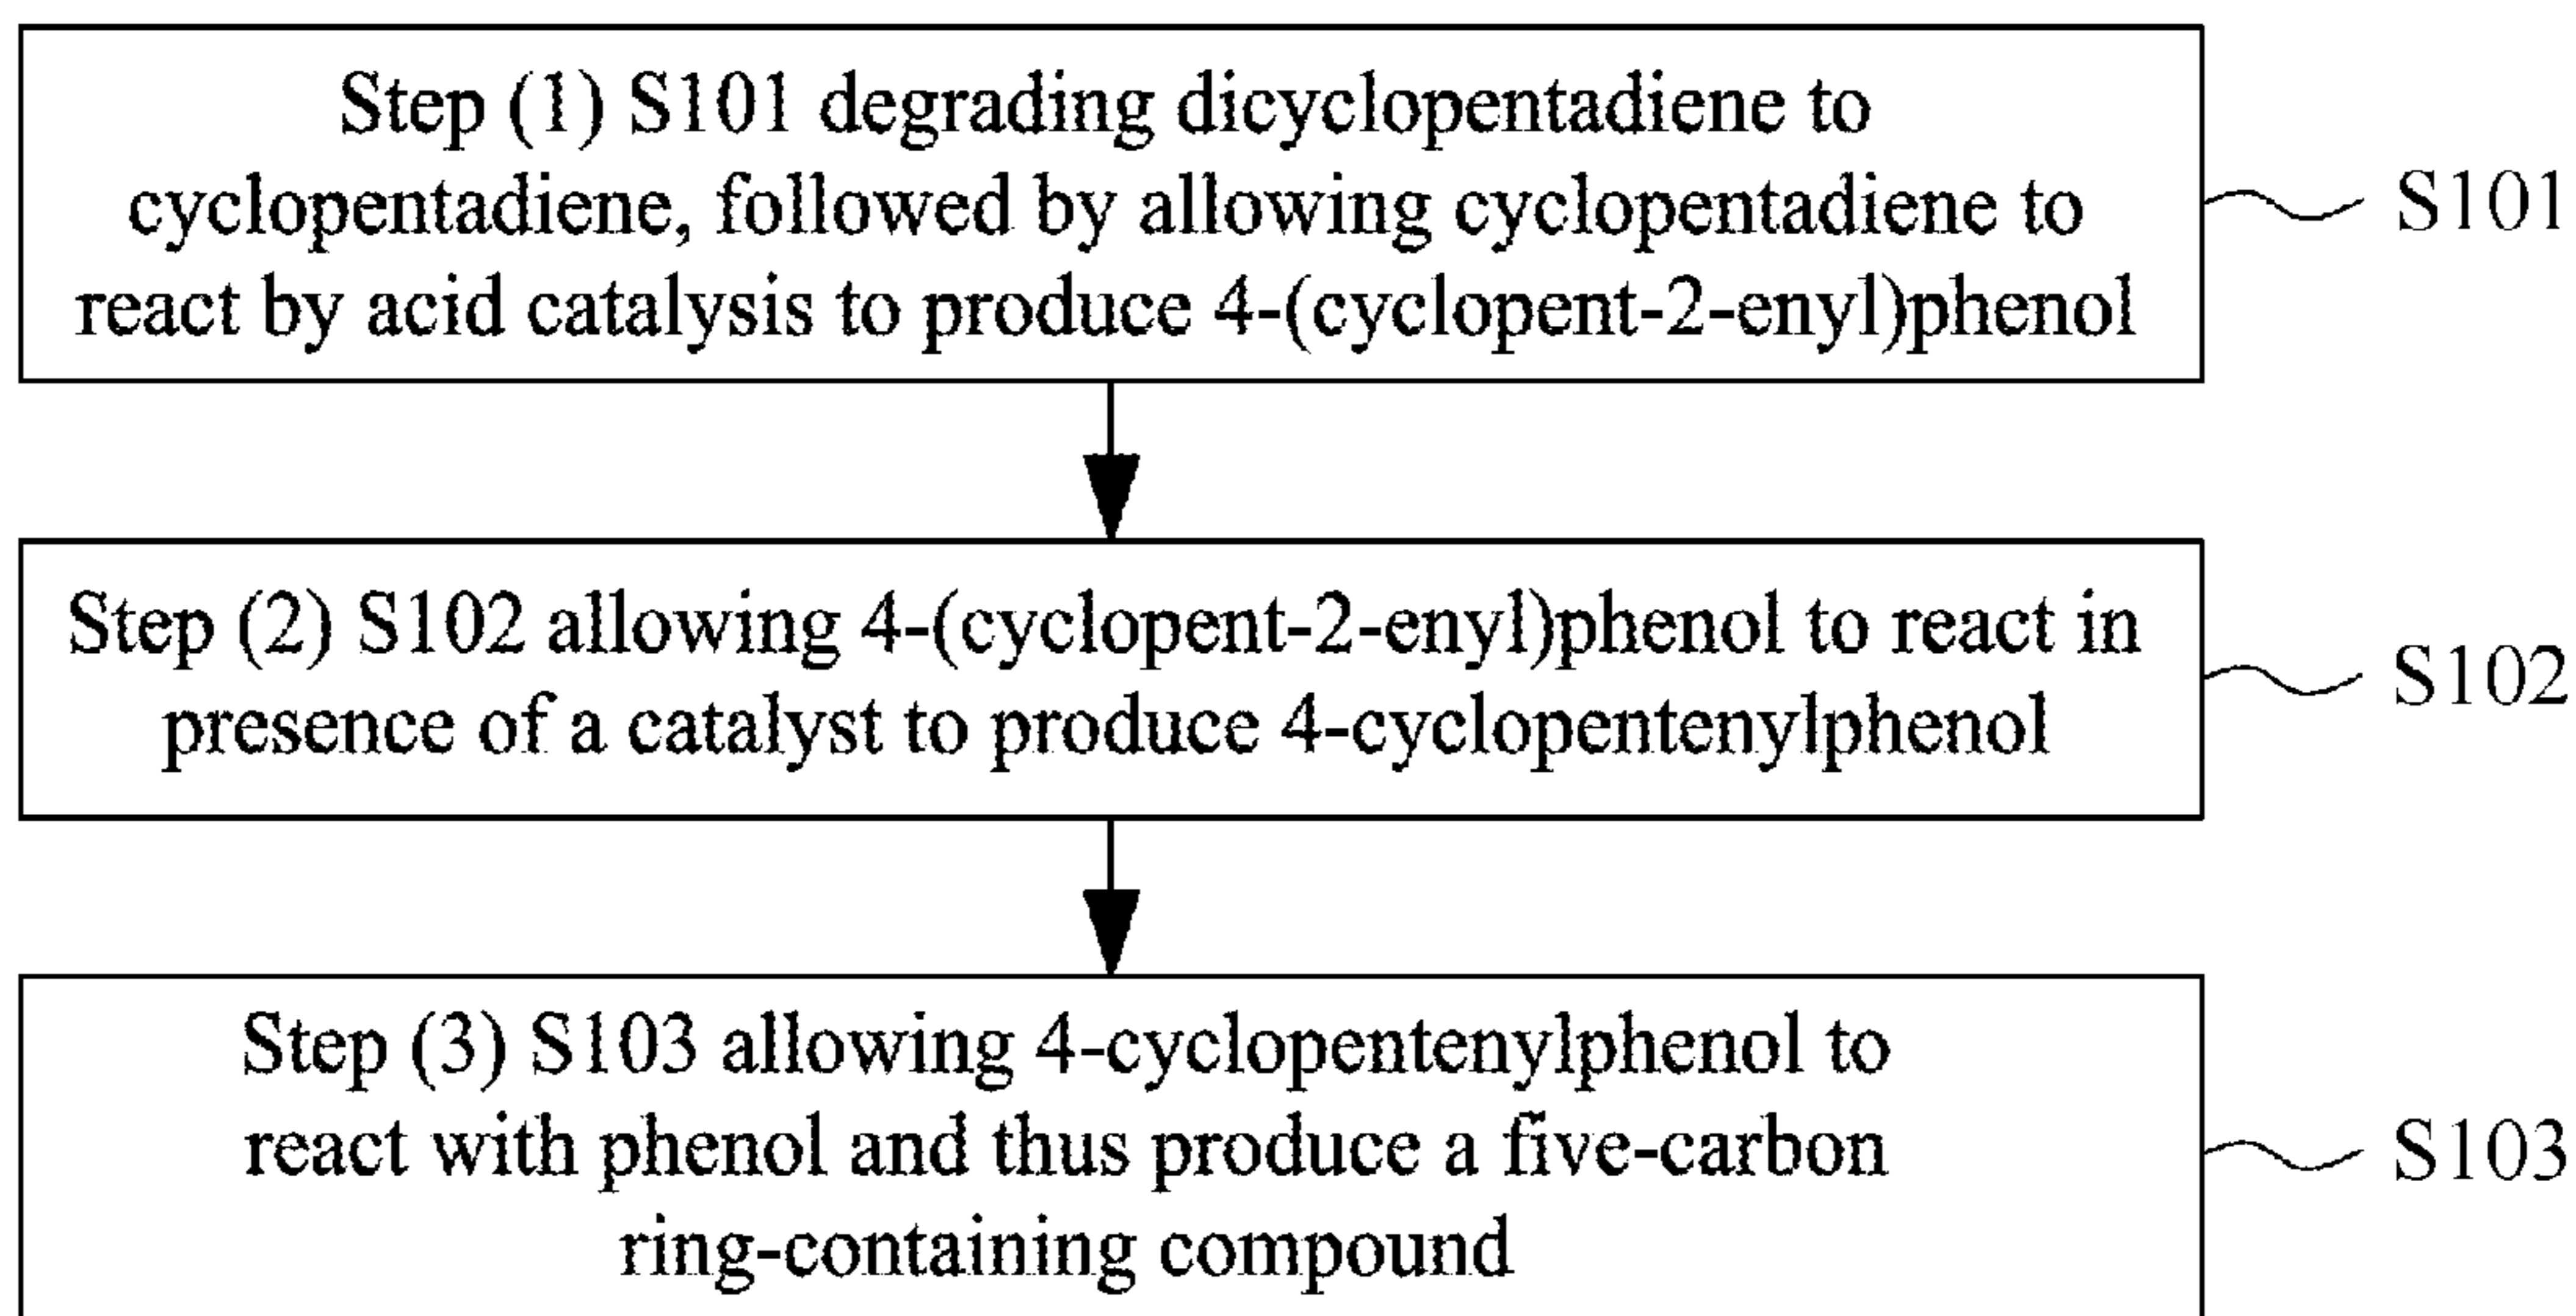 Step (1) S101 degrading dicyclopentadiene to
cyclopentadiene, followed by allowing cyclopentadiene to
react by acid catalysis to produce 4-(cyclopent-2-enyl)phenol
S101
Step (2) S102 allowing 4-(cyclopent-2-enyl)phenol to react in
presence of a catalyst to produce 4-cyclopentenylphenol
S102
Step (3) S103 allowing 4-cyclopentenylphenol to
react with phenol and thus produce a five-carbon
ring-containing compound
S103